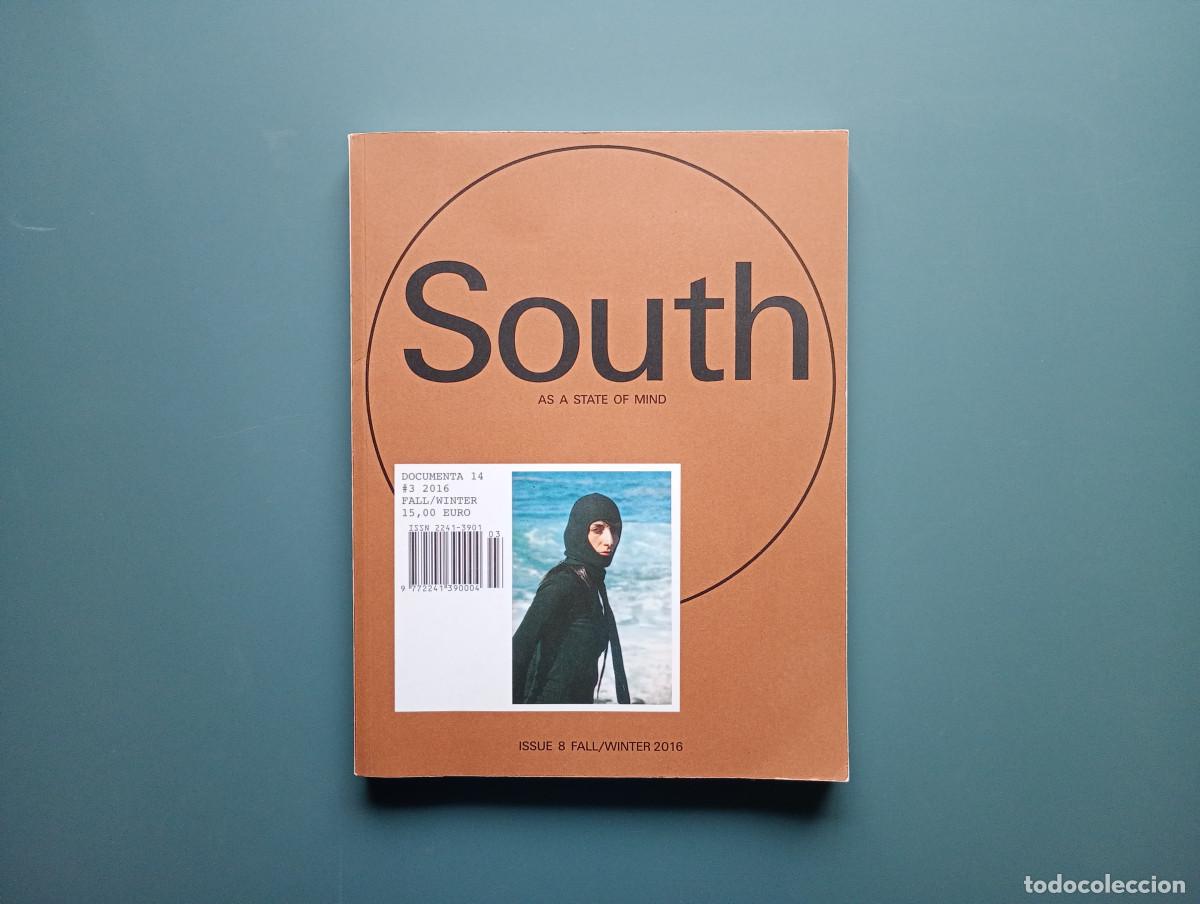 South
AS A STATE OF MIND
DOCUMENTA 14
#3 2016
FALL/WINTER
15,00 EURO
ISSN 2241-3901
03
9 772241 390004
ISSUE 8 FALL/WINTER 2016
todocoleccion